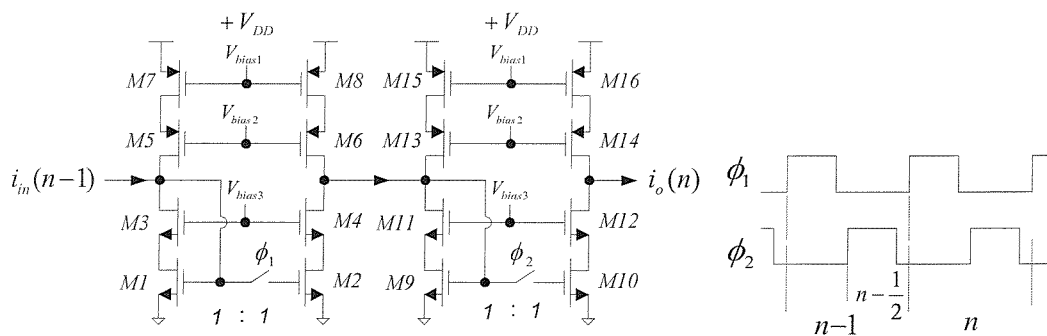 + V_DD
+ V_DD
V_bias1
V_bias1
M7
M8
M15
M16
V_bias2
V_bias2
M5
M6
M13
M14
i_in(n−1)
i_o(n)
V_bias3
V_bias3
M3
M4
M11
M12
ϕ_1
ϕ_2
M1
M2
M9
M10
1 : 1
1 : 1
ϕ_1
ϕ_2
n−1/2
n−1
n